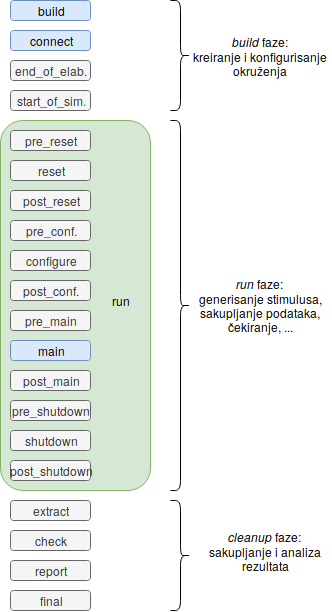 build
connect
end_of_elab.
start_of_sim.
build faze:
kreiranje i konfigurisanje
okruženja
pre_reset
reset
post_reset
pre_conf.
configure
post_conf.
pre_main
main
post_main
pre_shutdown
shutdown
post_shutdown
run
run faze:
generisanje stimulusa,
sakupljanje podataka,
čekiranje, ...
extract
check
report
final
cleanup faze:
sakupljanje i analiza
rezultata